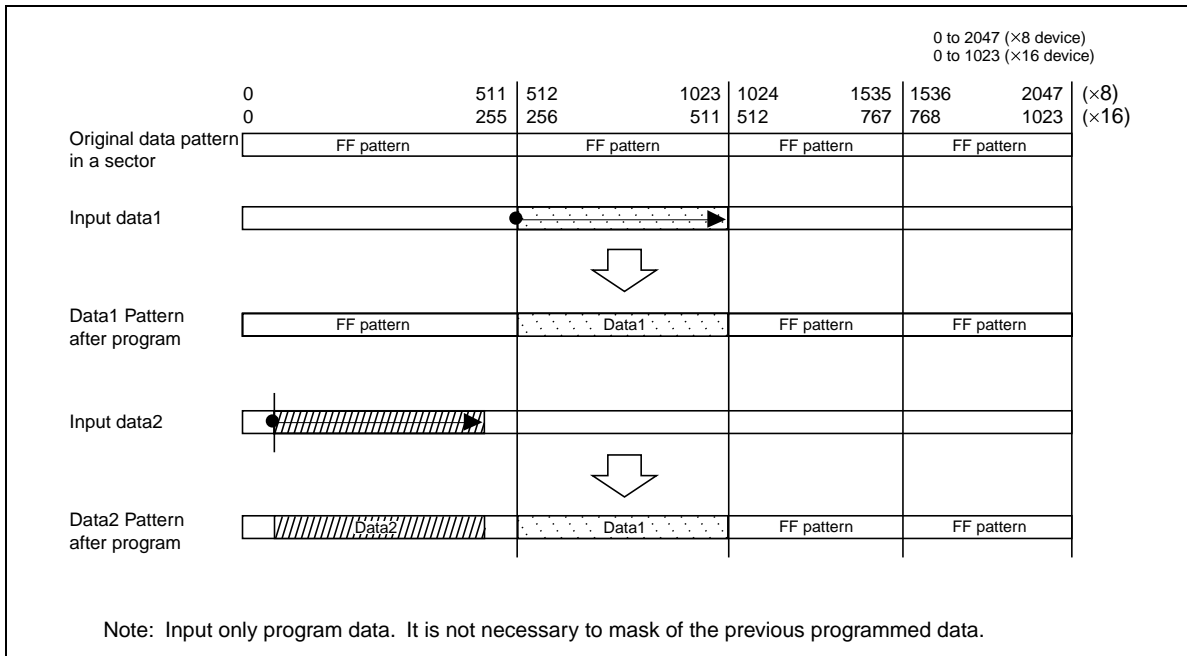 0 to 2047 (×8 device)
0 to 1023 (×16 device)
0 511 512 1023 1024 1535 1536 2047 (×8)
0 255 256 511 512 767 768 1023 (×16)
Original data pattern
in a sector
FF pattern FF pattern FF pattern FF pattern
Input data1
Data1 Pattern
after program
FF pattern Data1 FF pattern FF pattern
Input data2
Data2 Pattern
after program
Data2 Data1 FF pattern FF pattern
Note: Input only program data. It is not necessary to mask of the previous programmed data.